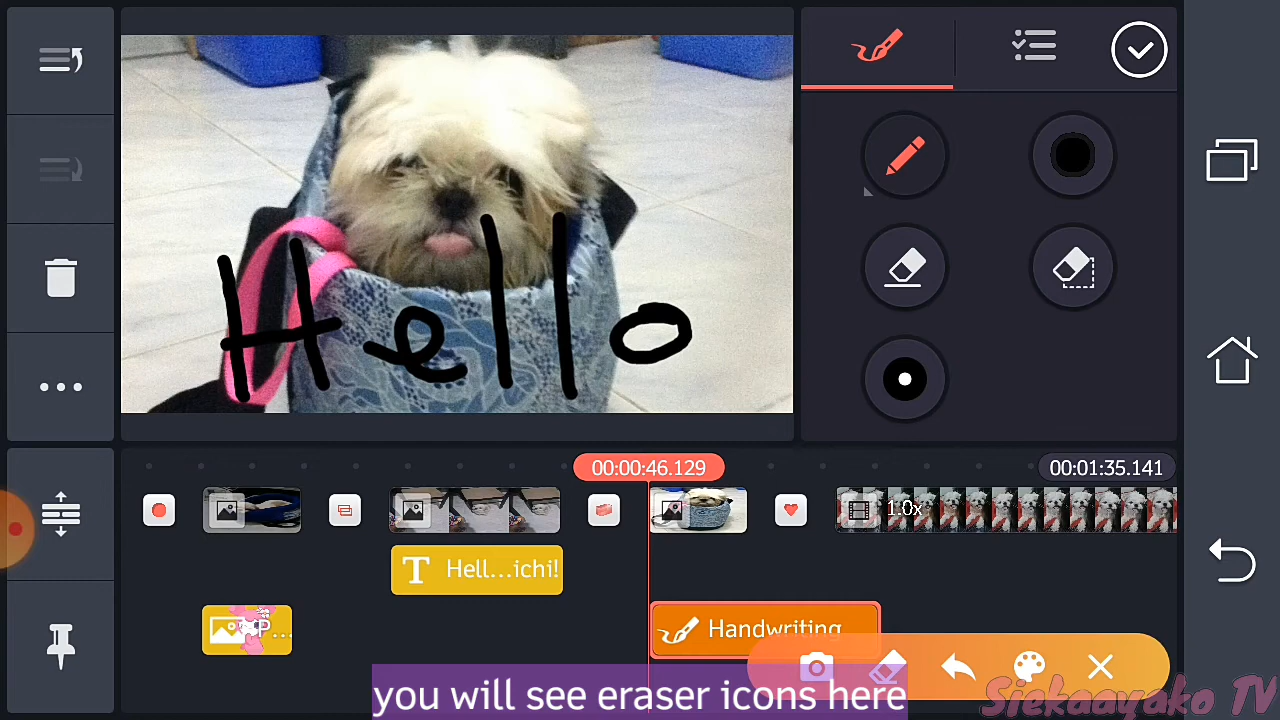 Hello
00:00:46.129
00:01:35.141
1.0x
Hell...ichi!
P...
Handwriting
you will see eraser icons here
Siekaayako TV